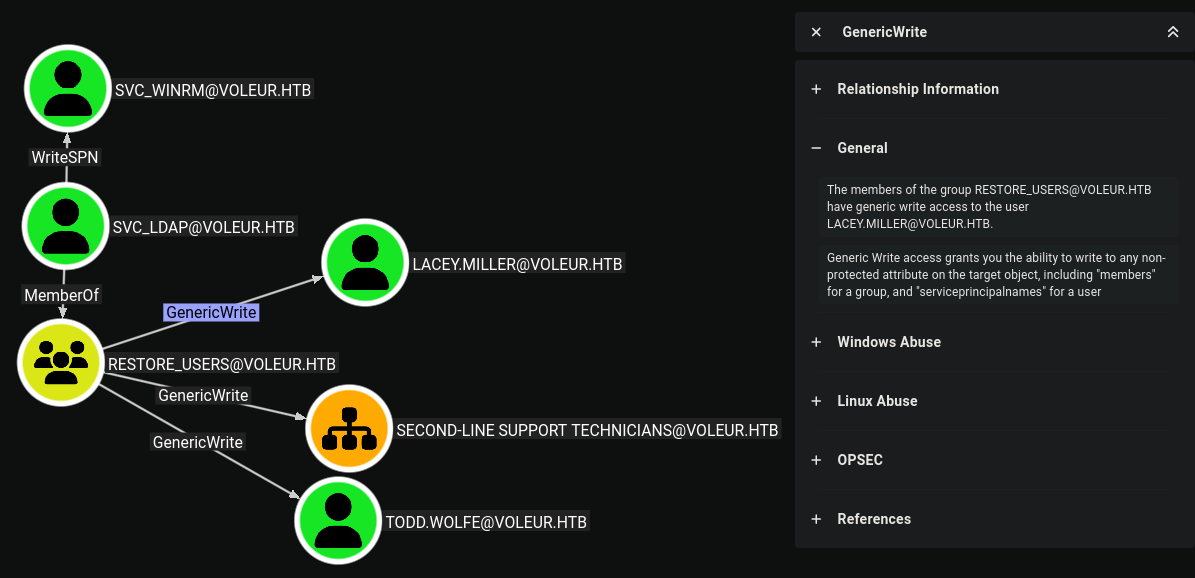 SVC_WINRM@VOLEUR.HTB
WriteSPN
SVC_LDAP@VOLEUR.HTB
MemberOf
LACEY.MILLER@VOLEUR.HTB
GenericWrite
RESTORE_USERS@VOLEUR.HTB
GenericWrite
SECOND-LINE SUPPORT TECHNICIANS@VOLEUR.HTB
GenericWrite
TODD.WOLFE@VOLEUR.HTB
GenericWrite
Relationship Information
General
The members of the group RESTORE_USERS@VOLEUR.HTB
have generic write access to the user
LACEY.MILLER@VOLEUR.HTB.
Generic Write access grants you the ability to write to any non-
protected attribute on the target object, including "members"
for a group, and "serviceprincipalnames" for a user
Windows Abuse
Linux Abuse
OPSEC
References